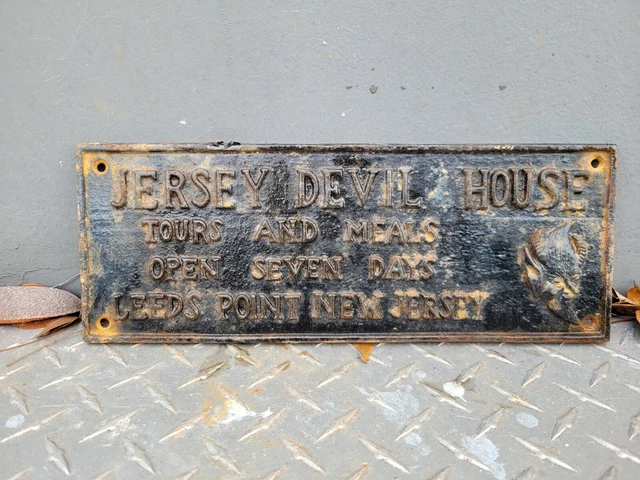 JERSEY DEVIL HOUSE
TOURS AND MEALS
OPEN SEVEN DAYS
LEEDS POINT NEW JERSEY